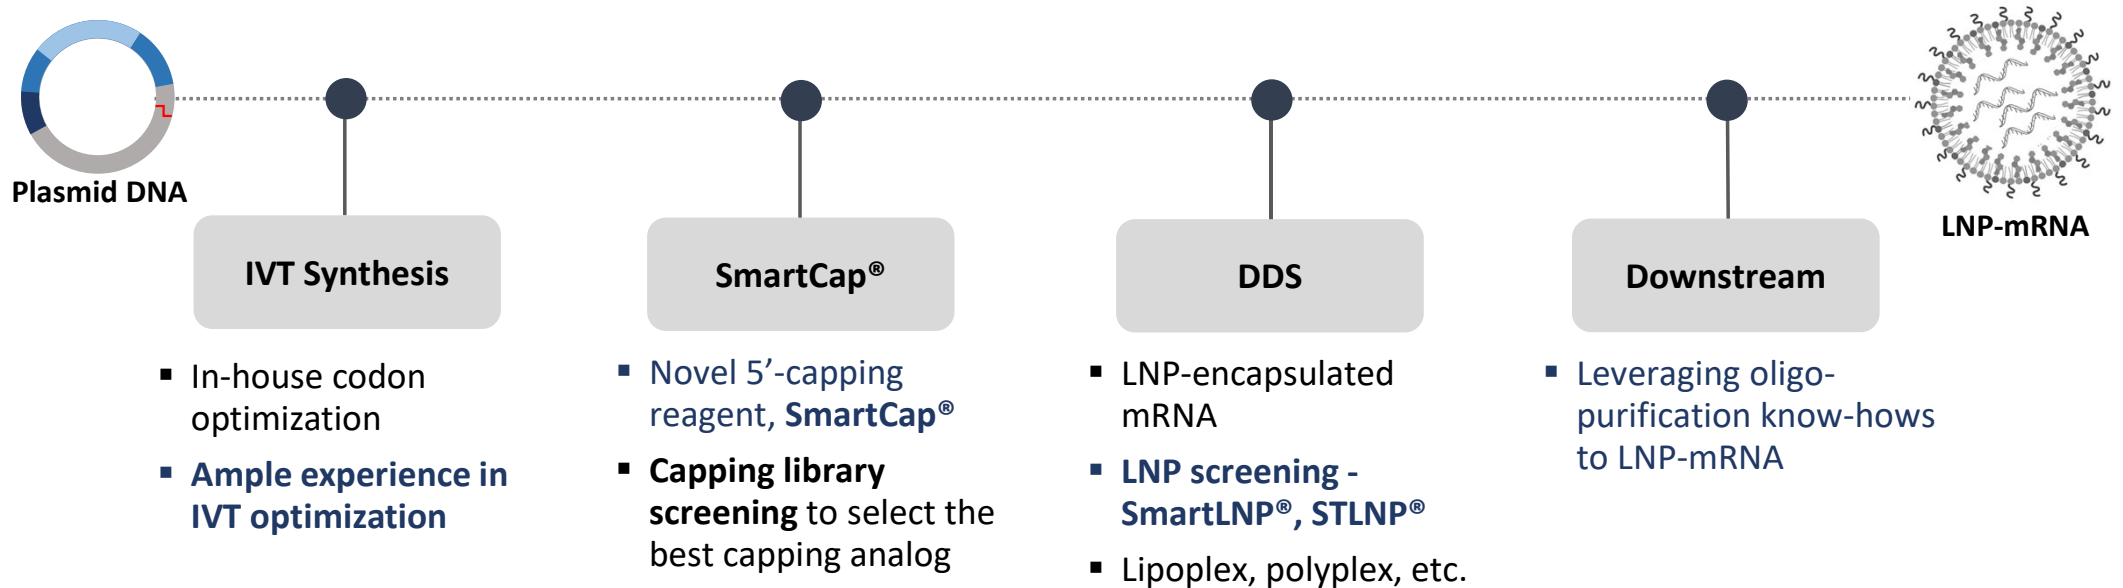 Plasmid DNA
LNP-mRNA
IVT Synthesis
▪ In-house codon
optimization
▪ Ample experience in
IVT optimization
SmartCap®
▪ Novel 5’-capping
reagent, SmartCap®
▪ Capping library
screening to select the
best capping analog
DDS
▪ LNP-encapsulated
mRNA
▪ LNP screening -
SmartLNP®, STLNP®
▪ Lipoplex, polyplex, etc.
Downstream
▪ Leveraging oligo-
purification know-hows
to LNP-mRNA